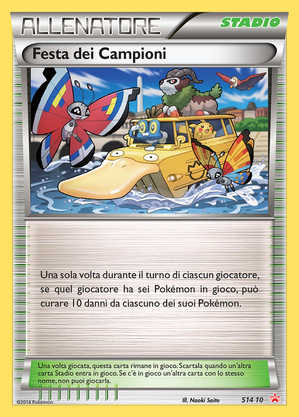 ALLENATORE STADIO
Festa dei Campioni
Una sola volta durante il turno di ciascun giocatore,
se quel giocatore ha sei Pokémon in gioco, può
curare 10 danni da ciascuno dei suoi Pokémon.
Una volta giocata, questa carta rimane in gioco. Scartala quando un'altra
carta Stadio entra in gioco. Se c'è in gioco un'altra carta con lo stesso
nome, non puoi giocarla.
©2014 Pokémon Ill. Naoki Saito S14 10